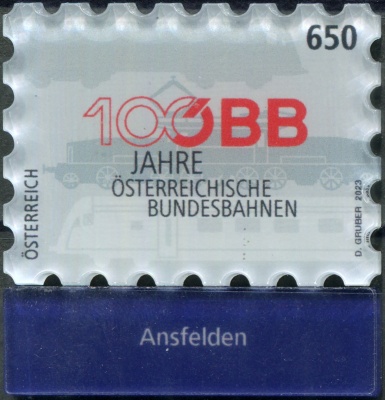 650
100 ÖBB
JAHRE
ÖSTERREICHISCHE
BUNDESBAHNEN
ÖSTERREICH
D. GRUBER 2023
Ansfelden